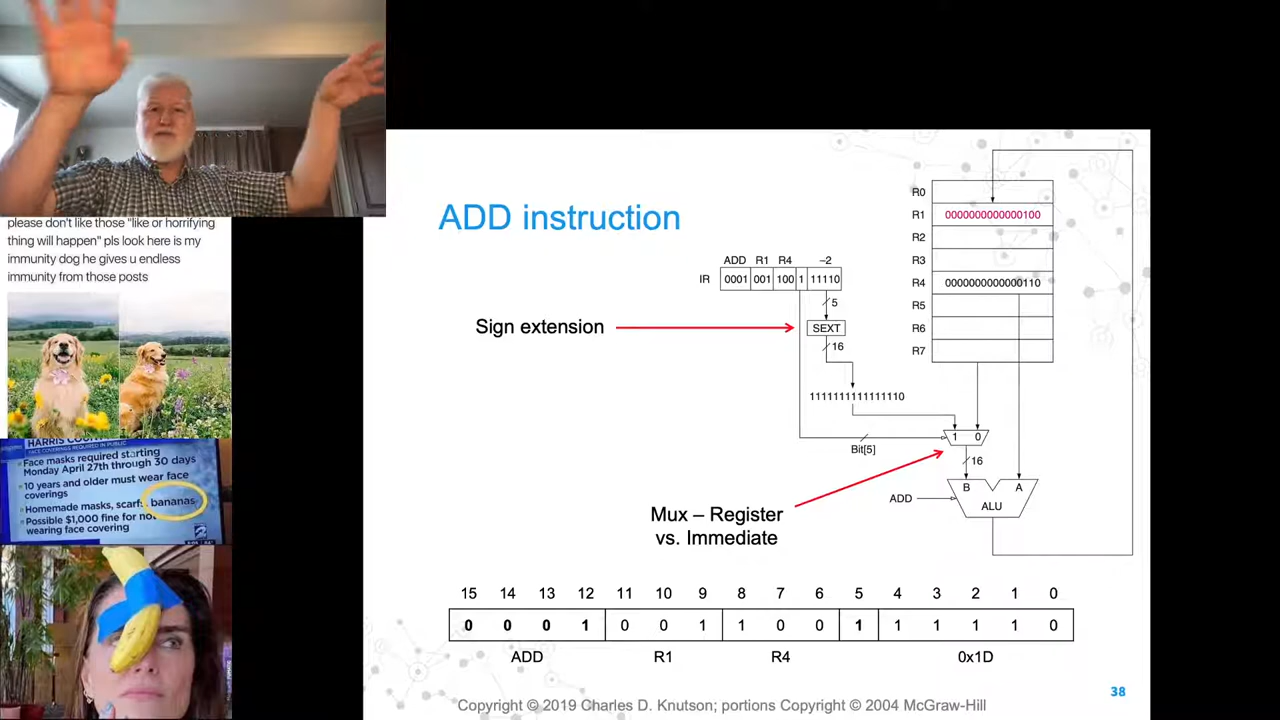 please don't like those "like or horrifying
thing will happen" pls look here is my
immunity dog he gives u endless
immunity from those posts
FACE COVERINGS REQUIRED IN PUBLIC
Face masks required starting
Monday April 27th through 30 days
10 years and older must wear face
coverings
Homemade masks, scarfs, bananas
Possible $1,000 fine for not
wearing face covering
2
ADD instruction
ADD R1 R4 –2
IR 0001 001 100 1 11110
5
Sign extension
SEXT
16
1111111111111110
Bit[5]
1 0
16
ADD
B A
ALU
Mux – Register
vs. Immediate
R0
R1 0000000000000100
R2
R3
R4 0000000000000110
R5
R6
R7
15 14 13 12 11 10 9 8 7 6 5 4 3 2 1 0
0 0 0 1 0 0 1 1 0 0 1 1 1 1 1 0
ADD R1 R4 0x1D
38
Copyright © 2019 Charles D. Knutson; portions Copyright © 2004 McGraw-Hill